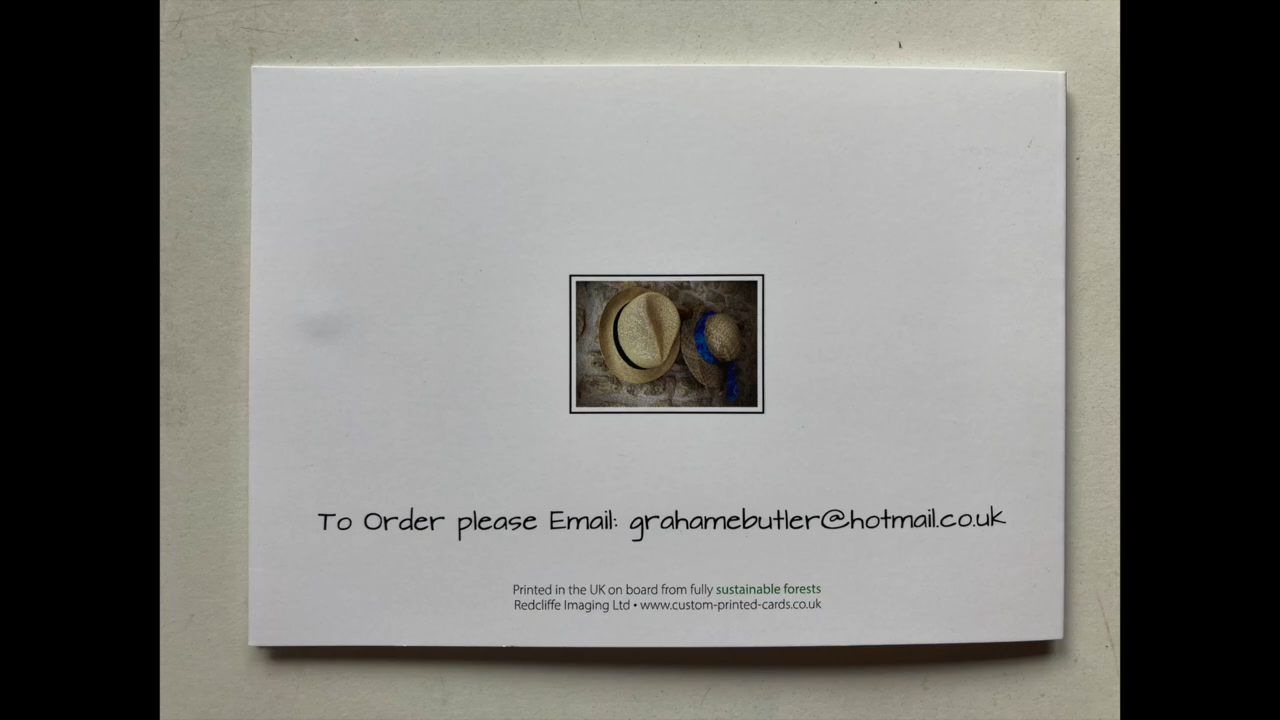 To Order please Email: grahamebutler@hotmail.co.uk
Printed in the UK on board from fully sustainable forests
Redcliffe Imaging Ltd • www.custom-printed-cards.co.uk